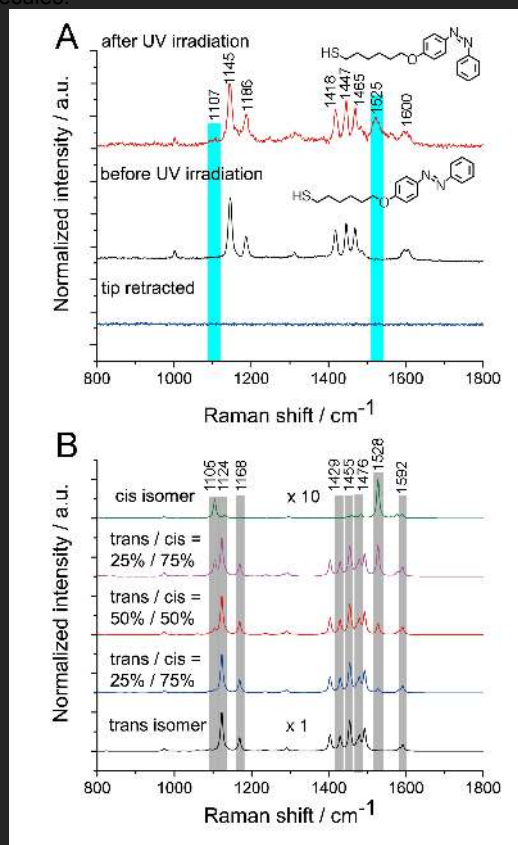 A
after UV irradiation
HS
O
N
N
1107
1145
1186
1418
1447
1465
1525
1600
before UV irradiation
HS
O
N
N
tip retracted
Normalized intensity / a.u.
800 1000 1200 1400 1600 1800
Raman shift / cm-1
B
1105
1124
1168
1429
1455
1476
1528
1592
cis isomer x 10
trans / cis =
25% / 75%
trans / cis =
50% / 50%
trans / cis =
25% / 75%
trans isomer x 1
Normalized intensity / a.u.
800 1000 1200 1400 1600 1800
Raman shift / cm-1